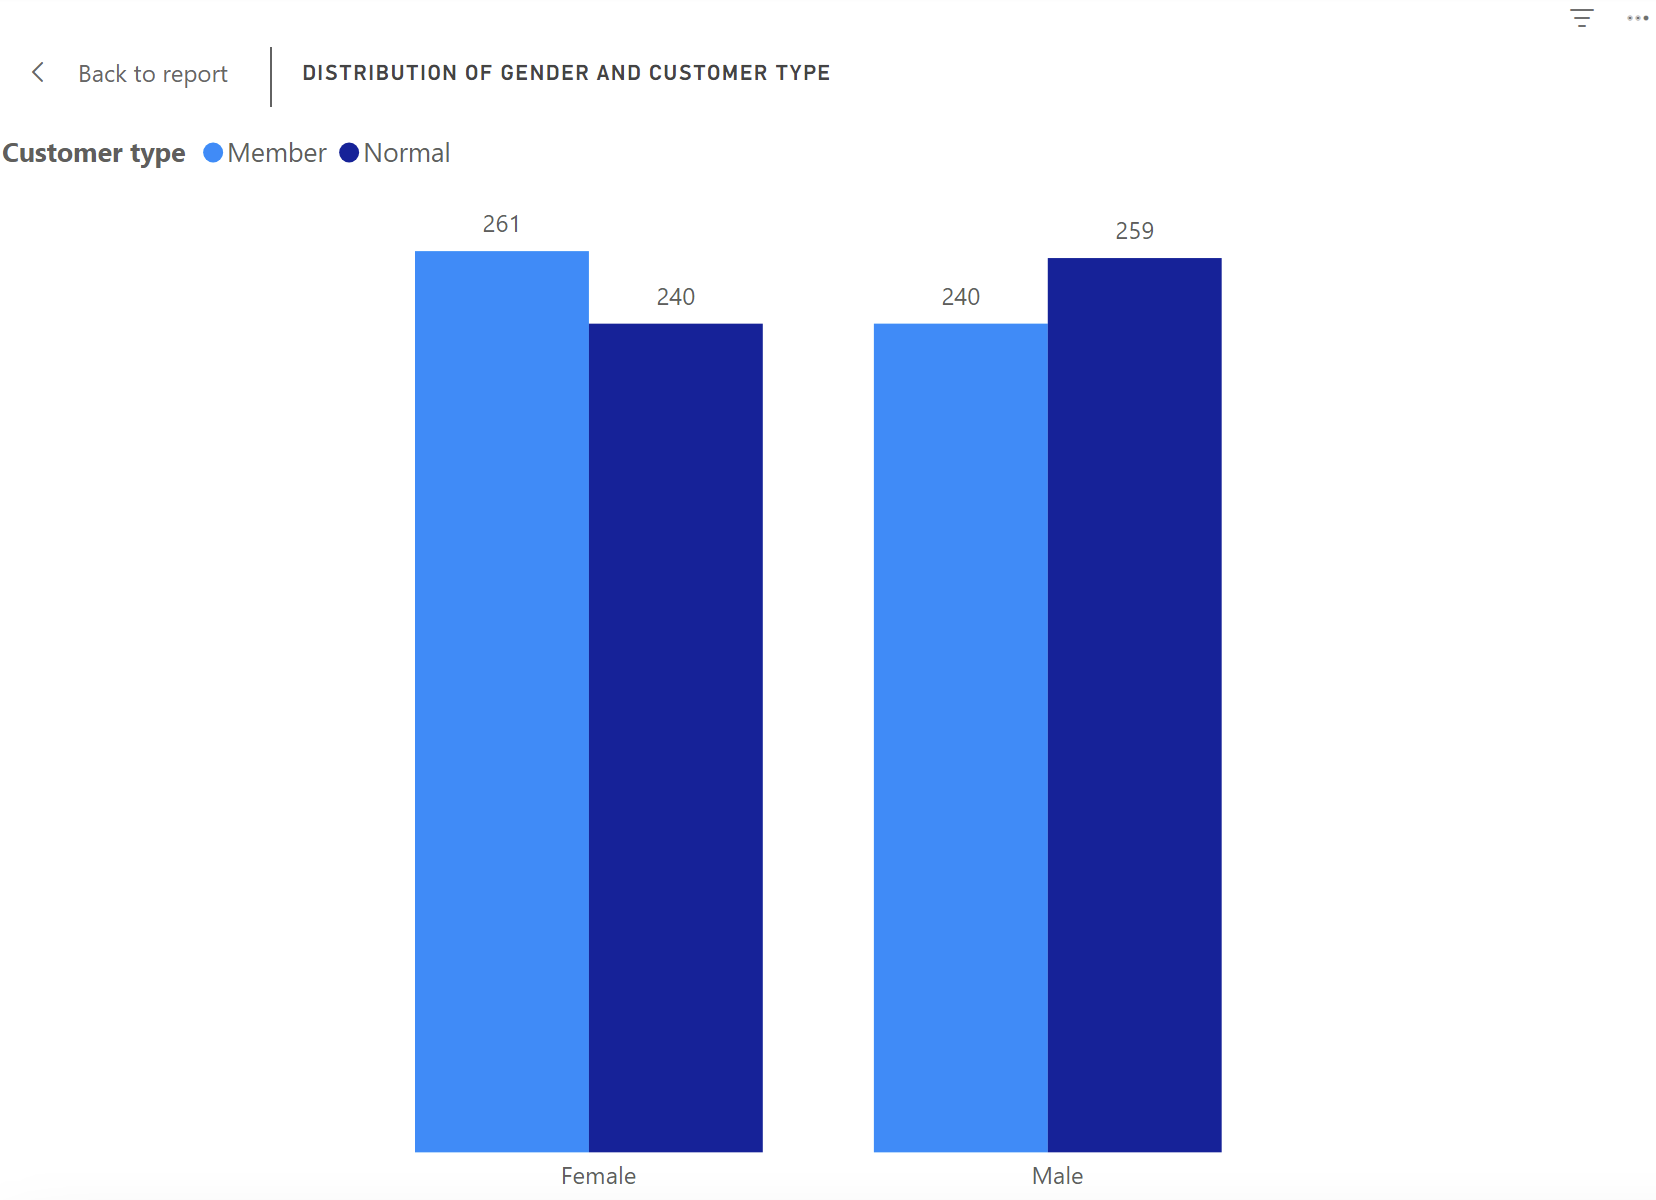 Back to report
DISTRIBUTION OF GENDER AND CUSTOMER TYPE
Customer type Member Normal
261
240
240
259
Female
Male